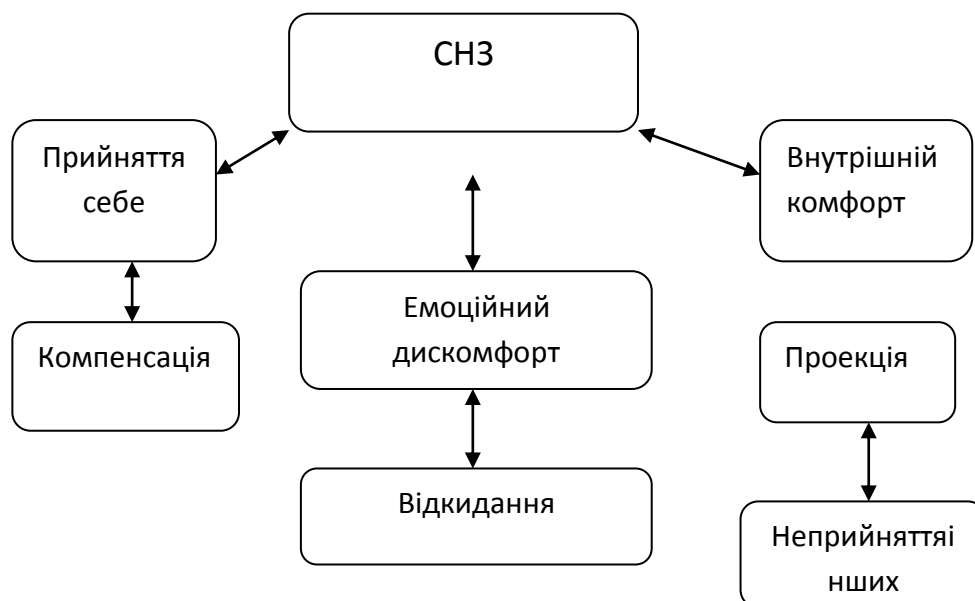 СНЗ
Прийняття
себе
Внутрішній
комфорт
Емоційний
дискомфорт
Компенсація
Проекція
Відкидання
Неприйняттяі
нших